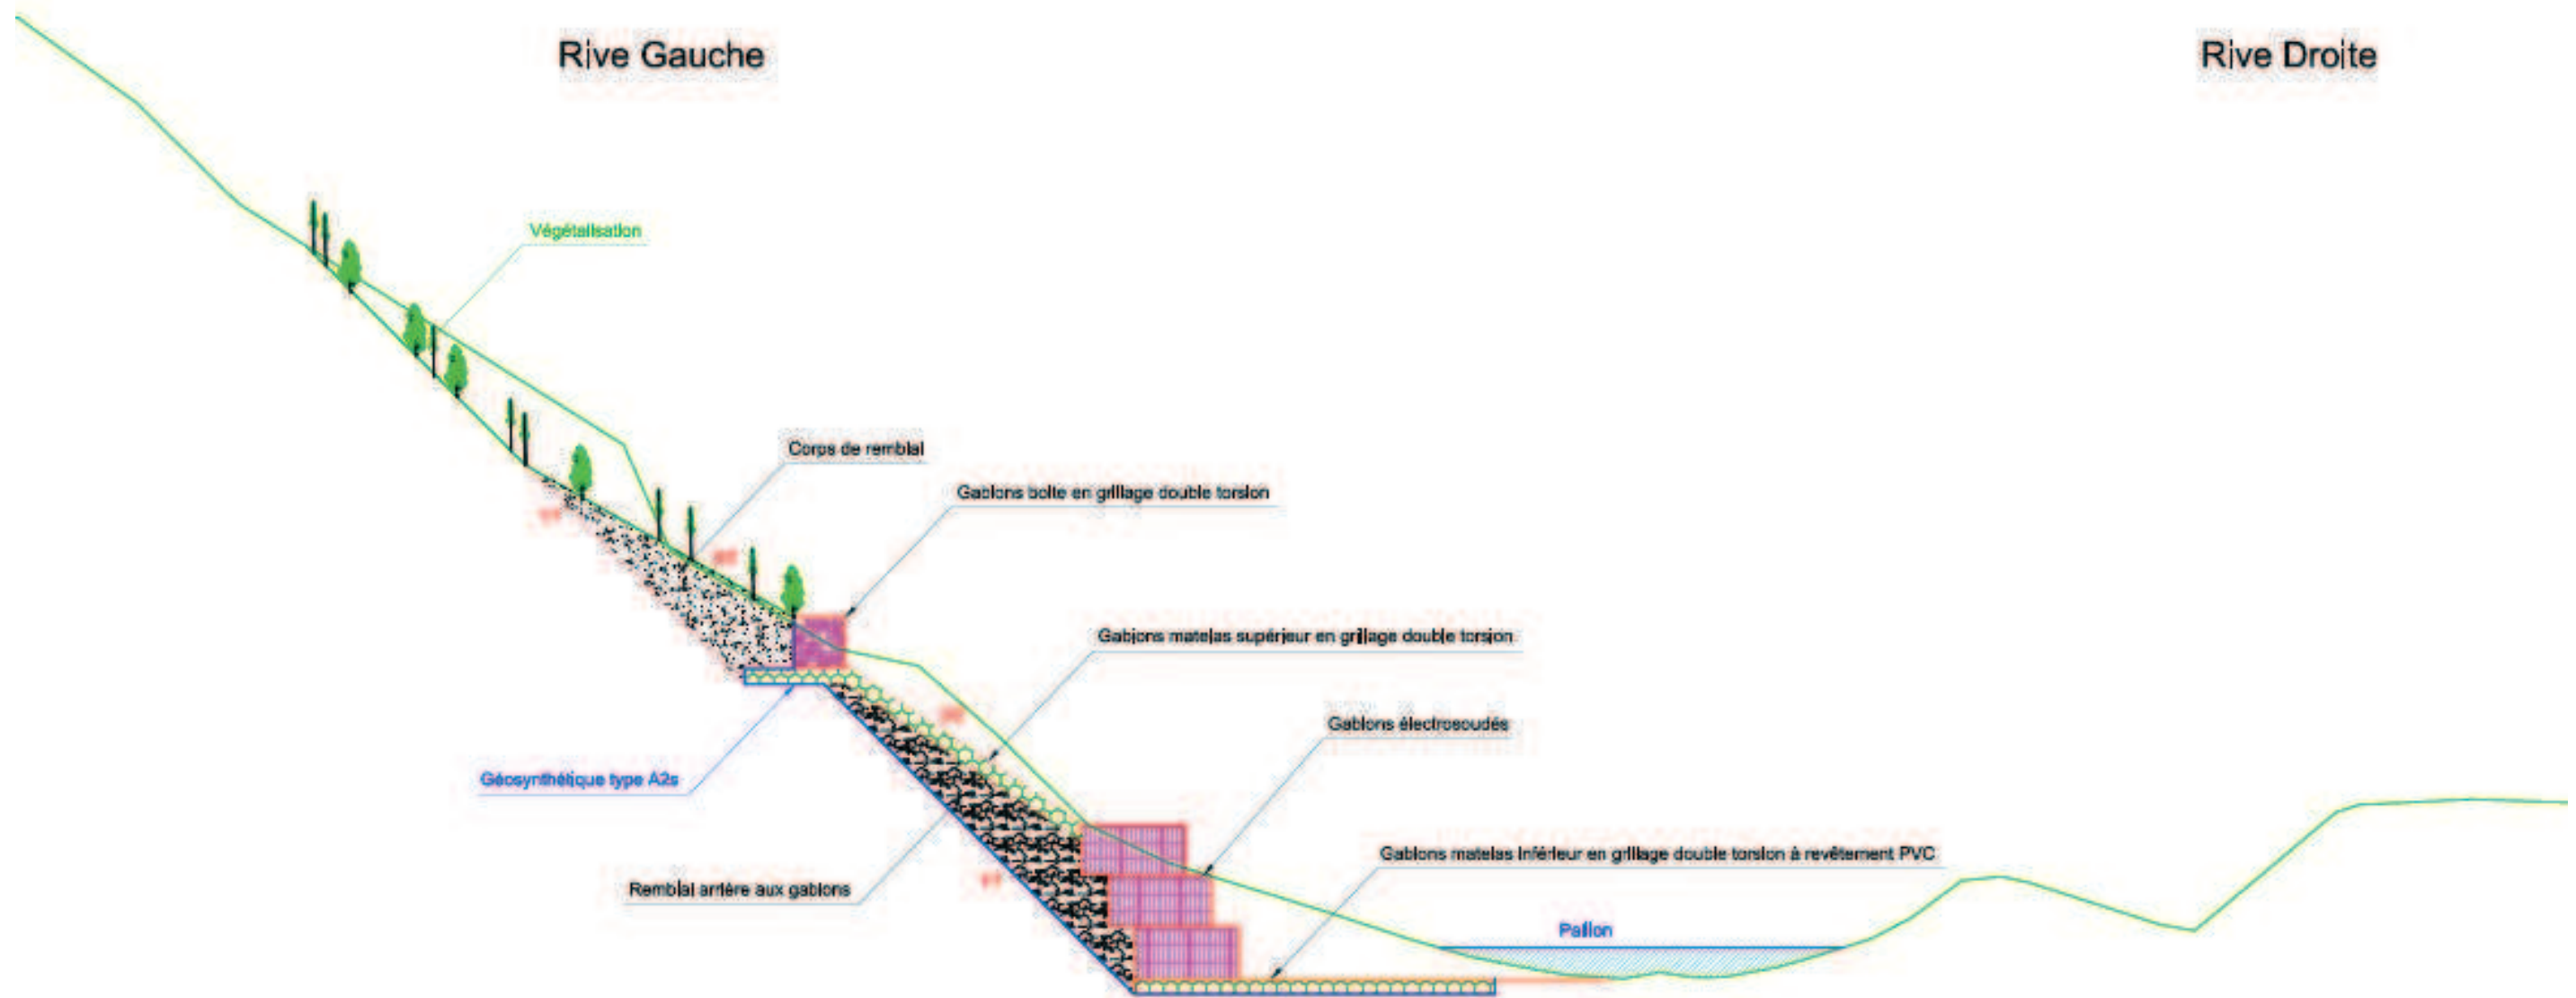 Rive Gauche
Rive Droite
Végétalisation
Corps de remblai
Gabions boîte en grillage double torsion
Gabions matelas supérieur en grillage double torsion
Gabions électrosoudés
Géosynthétique type A2s
Gabions matelas inférieur en grillage double torsion à revêtement PVC
Remblai arrière aux gabions
Paillon